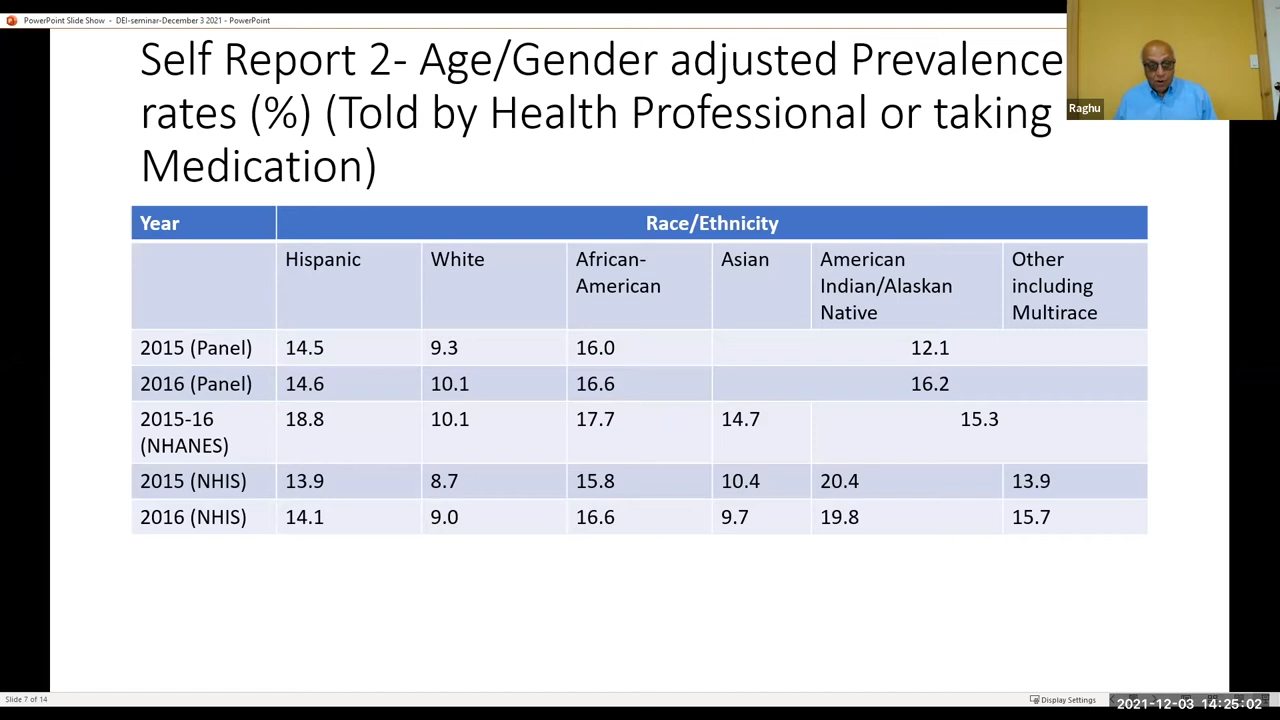 PowerPoint Slide Show - DEI-seminar-December 3 2021 - PowerPoint
Self Report 2- Age/Gender adjusted Prevalence
rates (%) (Told by Health Professional or taking
Medication)
Raghu
Year Race/Ethnicity
Hispanic White African-American Asian American Indian/Alaskan Native Other including Multirace
2015 (Panel) 14.5 9.3 16.0 12.1
2016 (Panel) 14.6 10.1 16.6 16.2
2015-16 (NHANES) 18.8 10.1 17.7 14.7 15.3
2015 (NHIS) 13.9 8.7 15.8 10.4 20.4 13.9
2016 (NHIS) 14.1 9.0 16.6 9.7 19.8 15.7
Slide 7 of 14
Display Settings
2021-12-03 14:25:02